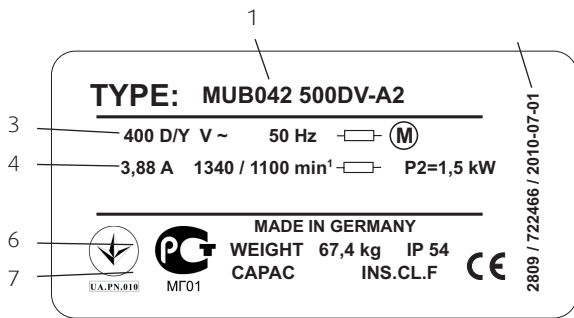 1
TYPE: MUB042 500DV-A2
3
400 D/Y V ~ 50 Hz M
4
3,88 A 1340 / 1100 min¹ P2=1,5 kW
2809 / 722466 / 2010-07-01
MADE IN GERMANY
6
WEIGHT 67,4 kg IP 54
7
CAPAC INS.CL.F CE
UA.PN.010
РСТ
МГ01